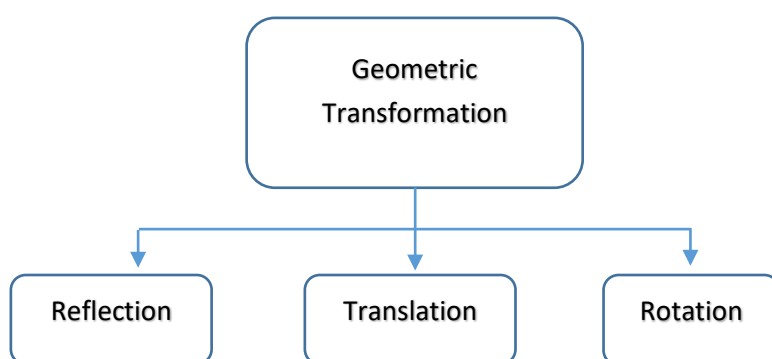 Geometric
Transformation
Reflection
Translation
Rotation